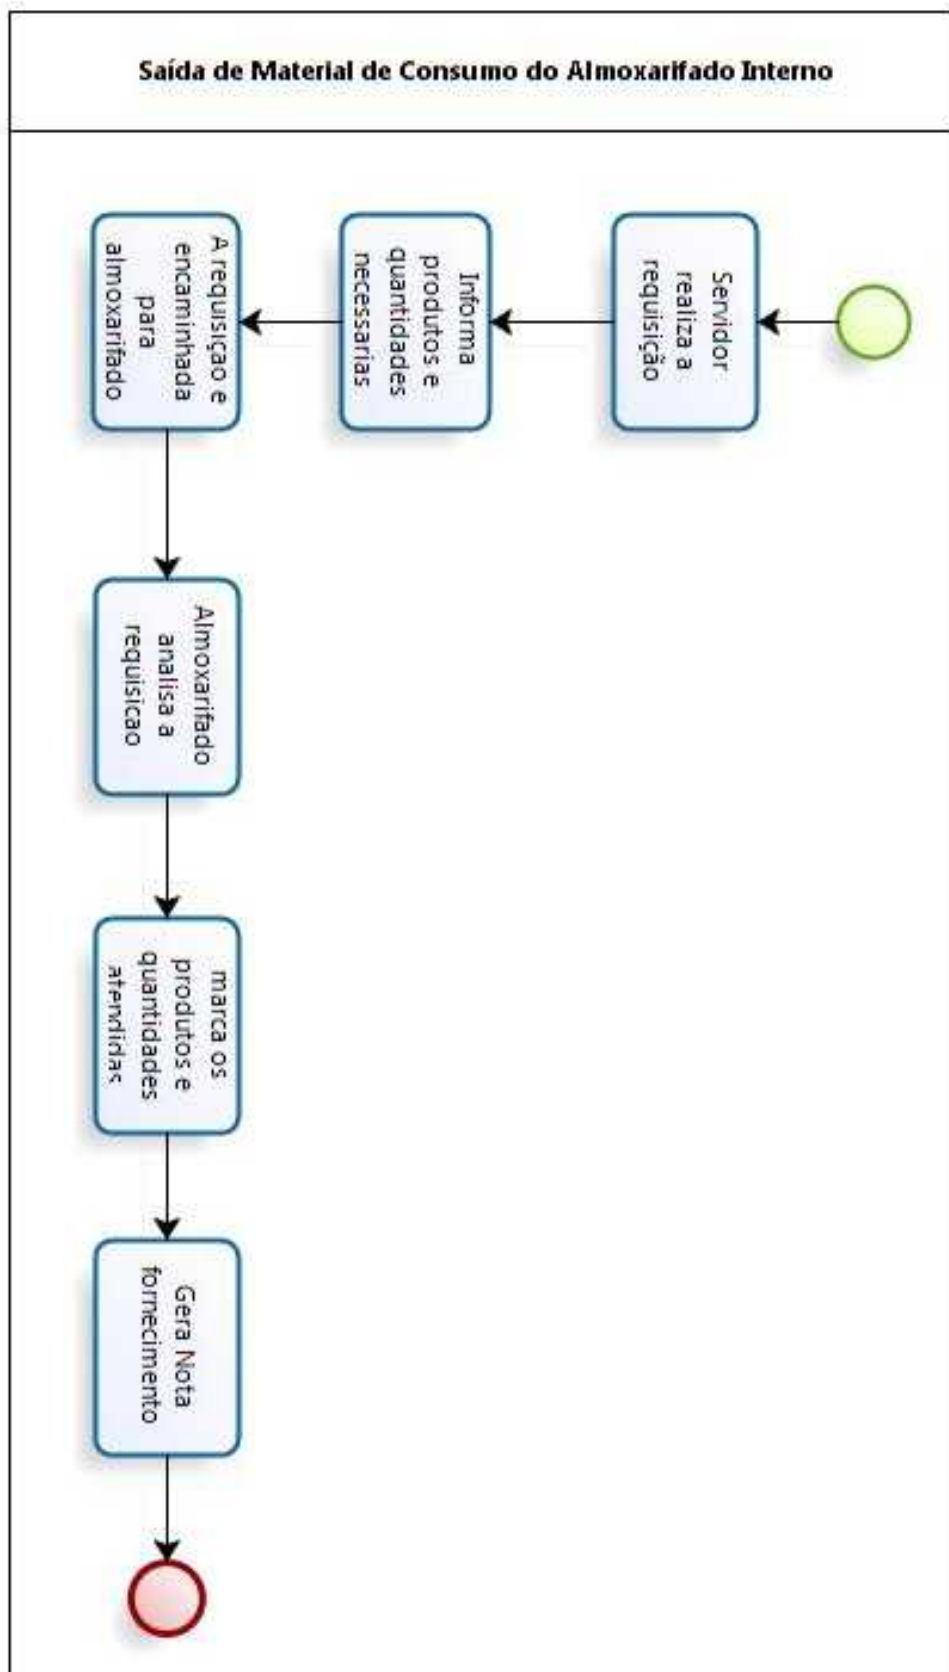 Saída de Material de Consumo do Almoxarifado Interno
Servidor
realiza a
requisição
Informa
produtos e
quantidades
necessarias
A requisiçao e
encaminhada
para
almoxarifado
Almoxarifado
analisa a
requisicao
marca os
produtos e
quantidades
atendidas
Gera Nota
fornecimento